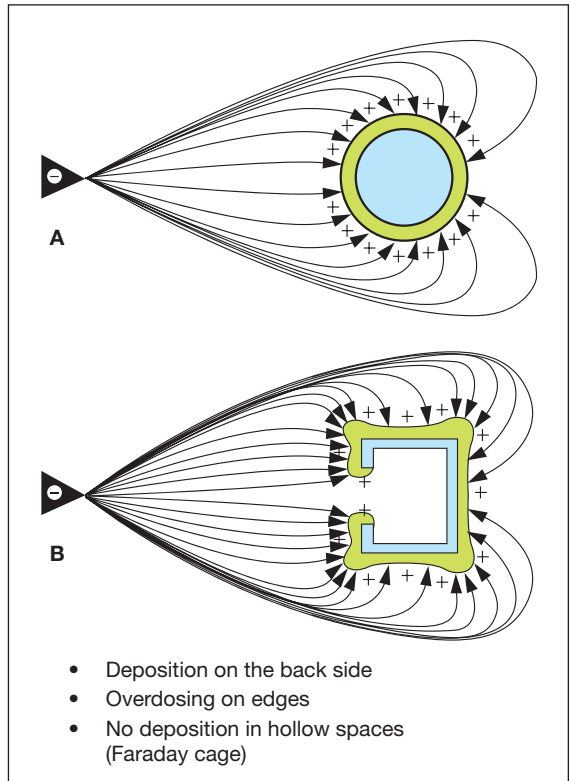 A
B
• Deposition on the back side
• Overdosing on edges
• No deposition in hollow spaces
(Faraday cage)